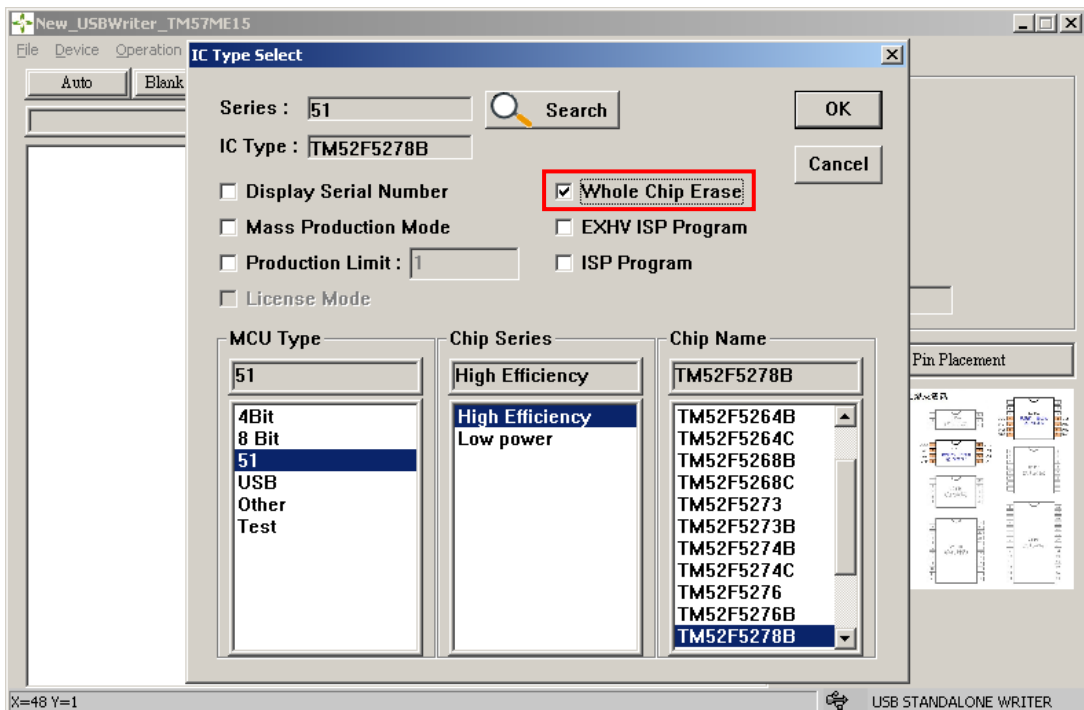 New_USBWriter_TM57ME15
File Device Operation
IC Type Select
Auto
Blank
Series : 51
Search
OK
IC Type : TM52F5278B
Cancel
Display Serial Number
Whole Chip Erase
Mass Production Mode
EXHV ISP Program
Production Limit : 1
ISP Program
License Mode
MCU Type
Chip Series
Chip Name
51
High Efficiency
TM52F5278B
Pin Placement
4Bit
8 Bit
51
USB
Other
Test
High Efficiency
Low power
TM52F5264B
TM52F5264C
TM52F5268B
TM52F5268C
TM52F5273
TM52F5273B
TM52F5274B
TM52F5274C
TM52F5276
TM52F5276B
TM52F5278B
X=48 Y=1
USB STANDALONE WRITER